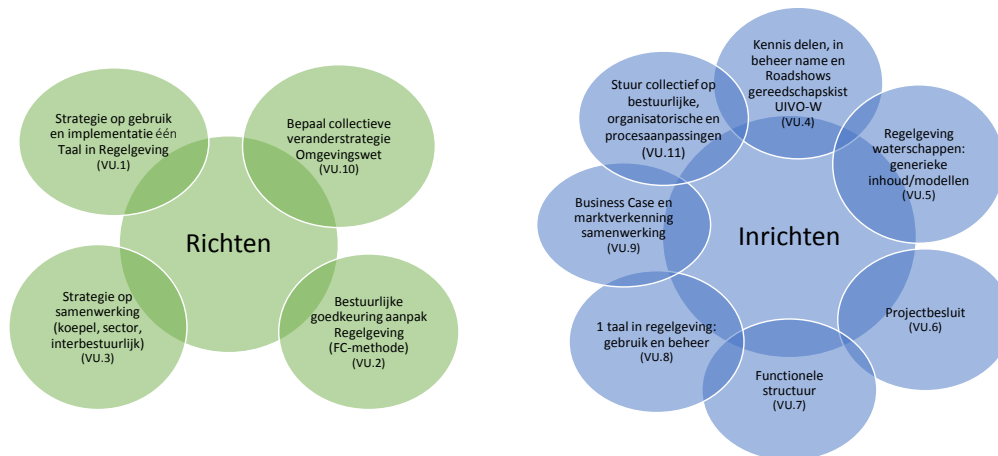 Strategie op gebruik
en implementatie één
Taal in Regelgeving
(VU.1)
Bepaal collectieve
veranderstrategie
Omgevingswet
(VU.10)
Richten
Strategie op
samenwerking
(koepel, sector,
interbestuurlijk)
(VU.3)
Bestuurlijke
goedkeuring aanpak
Regelgeving
(FC-methode)
(VU.2)
Kennis delen, in
beheer name en
Roadshows
gereedschapskist
UIVO-W
(VU.4)
Stuur collectief op
bestuurlijke,
organisatorische en
procesaanpassingen
(VU.11)
Regelgeving
waterschappen:
generieke
inhoud/modellen
(VU.5)
Business Case en
marktverkenning
samenwerking
(VU.9)
Inrichten
Projectbesluit
(VU.6)
1 taal in regelgeving:
gebruik en beheer
(VU.8)
Functionele
structuur
(VU.7)